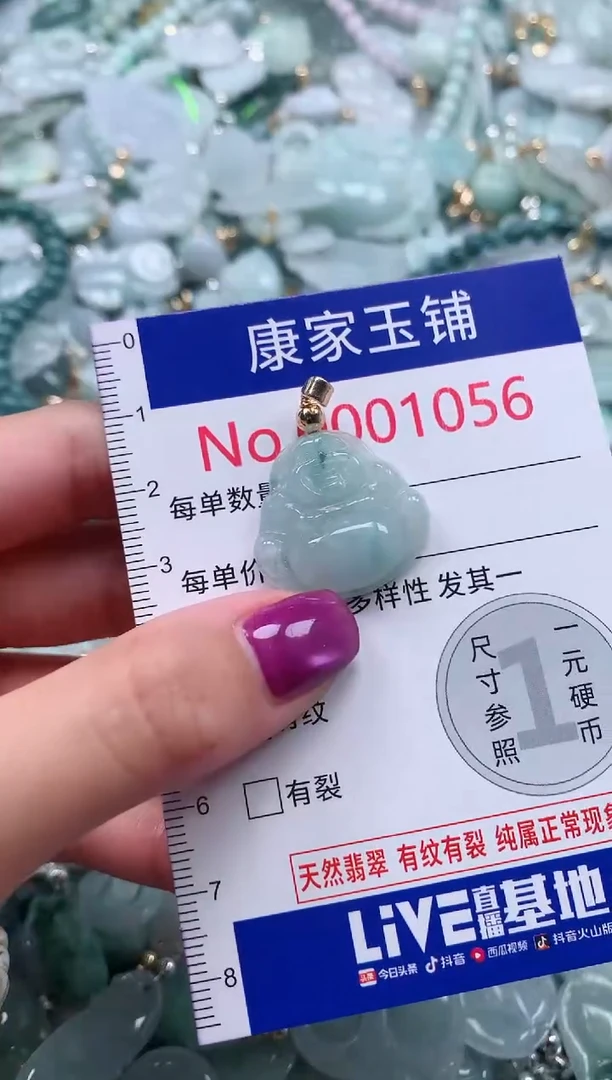 0
康家玉铺
1
No 001056
2
每单数量
3
每单价
多样性 发其一
尺寸参照
1
一元硬币
纹
6
有裂
天然翡翠 有纹有裂 纯属正常现象
7
LiVE直播基地
8
头条 今日头条 抖音 西瓜视频 抖音火山版